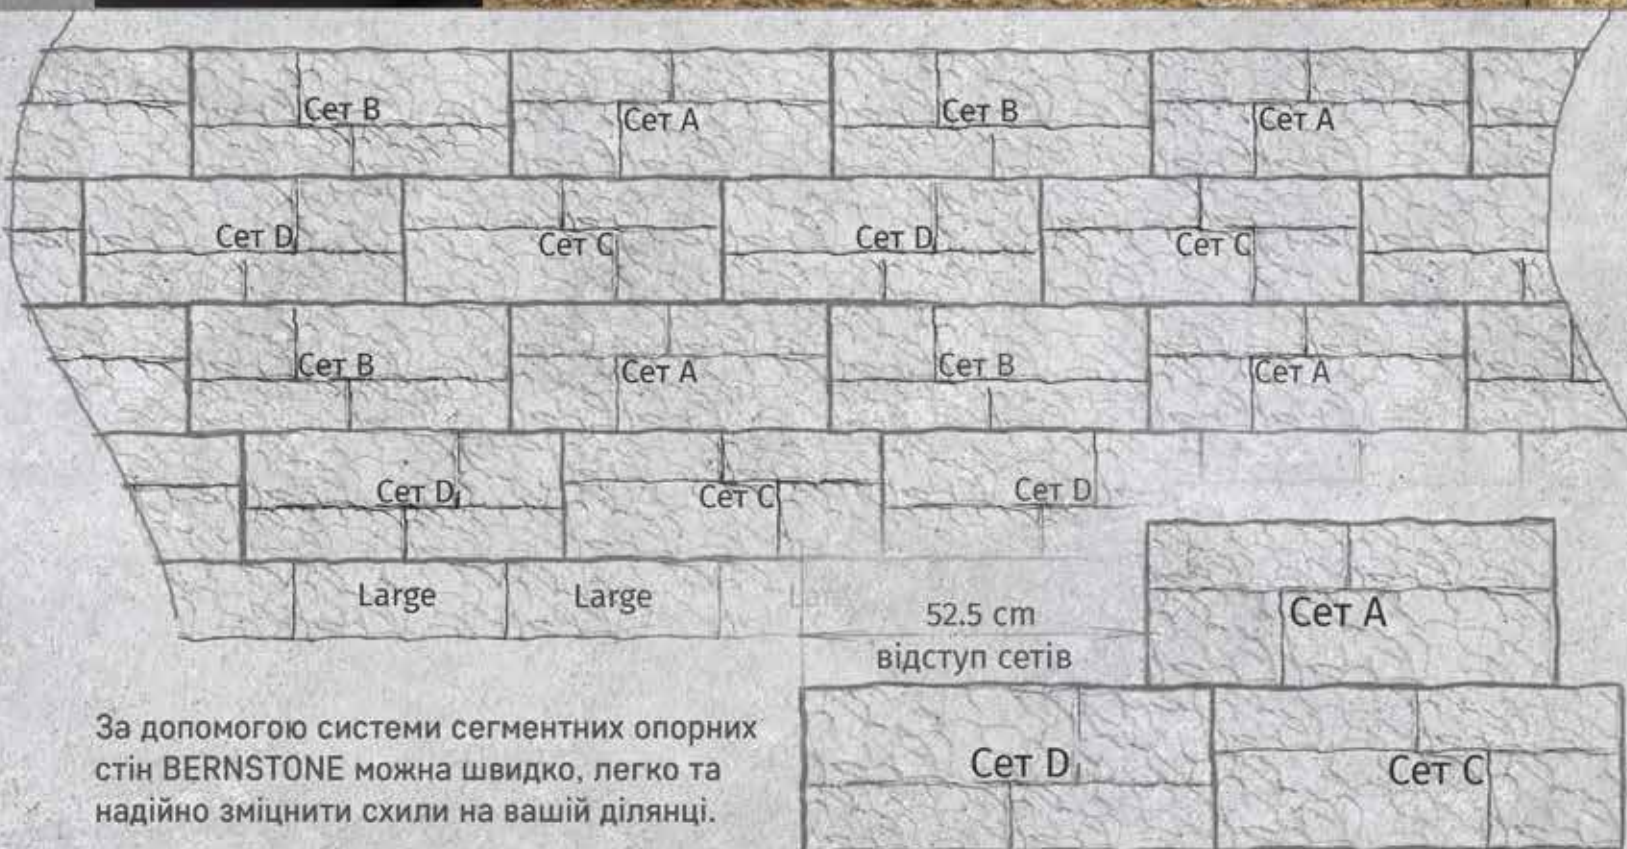 Сет B
Сет A
Сет B
Сет A
Сет D
Сет C
Сет D
Сет C
Сет B
Сет A
Сет B
Сет A
Сет D
Сет C
Сет D
Large
Large
52.5 cm
відступ сетів
Сет A
Сет D
Сет C
За допомогою системи сегментних опорних
стін BERNSTONE можна швидко, легко та
надійно зміцнити схили на вашій ділянці.